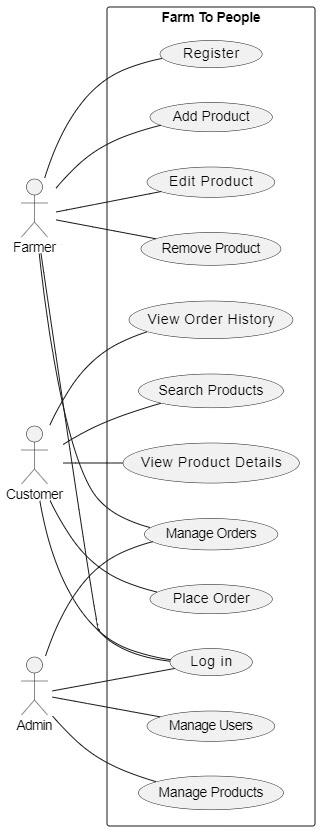 Farm To People
Register
Add Product
Edit Product
Farmer
Remove Product
View Order History
Search Products
View Product Details
Customer
Manage Orders
Place Order
Log in
Admin
Manage Users
Manage Products